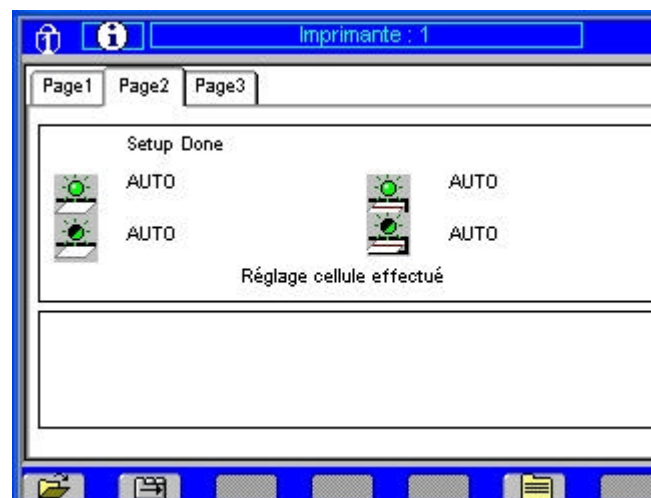 Imprimante : 1
Page1 Page2 Page3
Setup Done
AUTO AUTO
AUTO AUTO
Réglage cellule effectué